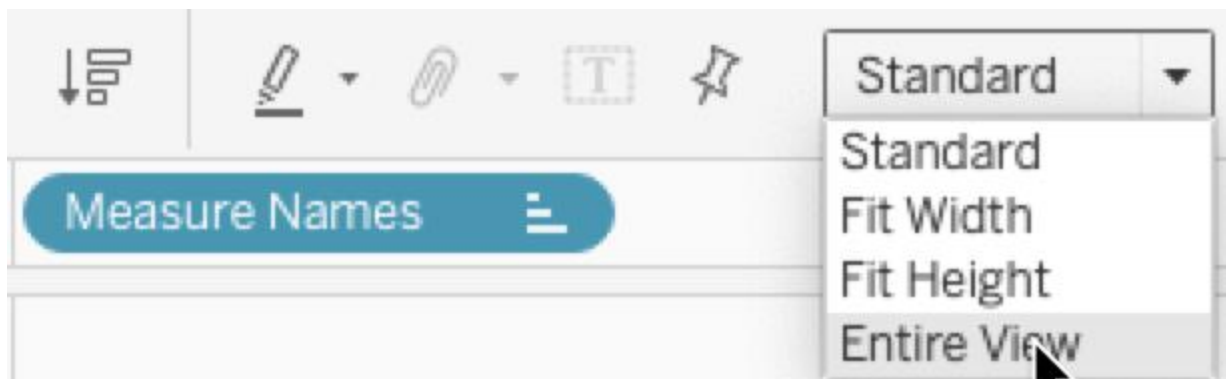 T
Standard
Standard
Measure Names
Fit Width
Fit Height
Entire View